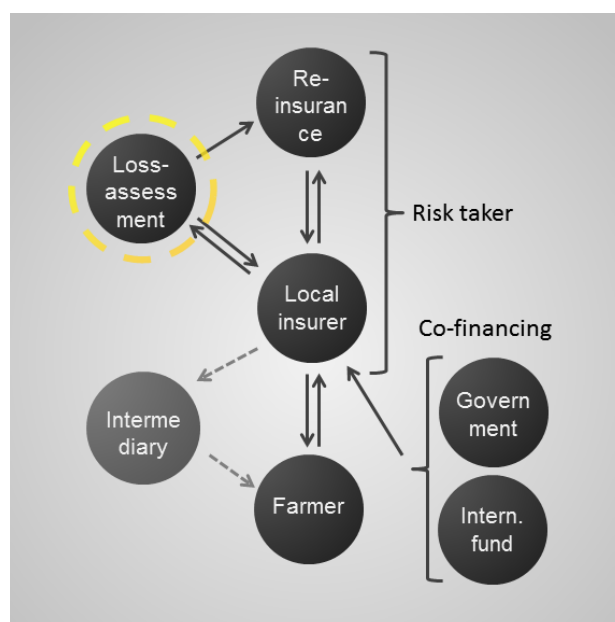 Re-
insuran
ce
Loss-
assess
ment
Risk taker
Local
insurer
Co-financing
Govern
ment
Interme
diary
Farmer
Intern.
fund